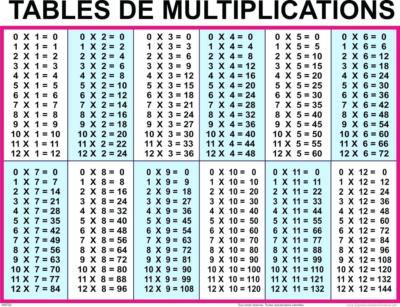 TABLES DE MULTIPLICATIONS
0 X 1 = 0
1 X 1 = 1
2 X 1 = 2
3 X 1 = 3
4 X 1 = 4
5 X 1 = 5
6 X 1 = 6
7 X 1 = 7
8 X 1 = 8
9 X 1 = 9
10 X 1 = 10
11 X 1 = 11
12 X 1 = 12
0 X 2 = 0
1 X 2 = 2
2 X 2 = 4
3 X 2 = 6
4 X 2 = 8
5 X 2 = 10
6 X 2 = 12
7 X 2 = 14
8 X 2 = 16
9 X 2 = 18
10 X 2 = 20
11 X 2 = 22
12 X 2 = 24
0 X 3 = 0
1 X 3 = 3
2 X 3 = 6
3 X 3 = 9
4 X 3 = 12
5 X 3 = 15
6 X 3 = 18
7 X 3 = 21
8 X 3 = 24
9 X 3 = 27
10 X 3 = 30
11 X 3 = 33
12 X 3 = 36
0 X 4 = 0
1 X 4 = 4
2 X 4 = 8
3 X 4 = 12
4 X 4 = 16
5 X 4 = 20
6 X 4 = 24
7 X 4 = 28
8 X 4 = 32
9 X 4 = 36
10 X 4 = 40
11 X 4 = 44
12 X 4 = 48
0 X 5 = 0
1 X 5 = 5
2 X 5 = 10
3 X 5 = 15
4 X 5 = 20
5 X 5 = 25
6 X 5 = 30
7 X 5 = 35
8 X 5 = 40
9 X 5 = 45
10 X 5 = 50
11 X 5 = 55
12 X 5 = 60
0 X 6 = 0
1 X 6 = 6
2 X 6 = 12
3 X 6 = 18
4 X 6 = 24
5 X 6 = 30
6 X 6 = 36
7 X 6 = 42
8 X 6 = 48
9 X 6 = 54
10 X 6 = 60
11 X 6 = 66
12 X 6 = 72
0 X 7 = 0
1 X 7 = 7
2 X 7 = 14
3 X 7 = 21
4 X 7 = 28
5 X 7 = 35
6 X 7 = 42
7 X 7 = 49
8 X 7 = 56
9 X 7 = 63
10 X 7 = 70
11 X 7 = 77
12 X 7 = 84
0 X 8 = 0
1 X 8 = 8
2 X 8 = 16
3 X 8 = 24
4 X 8 = 32
5 X 8 = 40
6 X 8 = 48
7 X 8 = 56
8 X 8 = 64
9 X 8 = 72
10 X 8 = 80
11 X 8 = 88
12 X 8 = 96
0 X 9 = 0
1 X 9 = 9
2 X 9 = 18
3 X 9 = 27
4 X 9 = 36
5 X 9 = 45
6 X 9 = 54
7 X 9 = 63
8 X 9 = 72
9 X 9 = 81
10 X 9 = 90
11 X 9 = 99
12 X 9 = 108
0 X 10 = 0
1 X 10 = 10
2 X 10 = 20
3 X 10 = 30
4 X 10 = 40
5 X 10 = 50
6 X 10 = 60
7 X 10 = 70
8 X 10 = 80
9 X 10 = 90
10 X 10 = 100
11 X 10 = 110
12 X 10 = 120
0 X 11 = 0
1 X 11 = 11
2 X 11 = 22
3 X 11 = 33
4 X 11 = 44
5 X 11 = 55
6 X 11 = 66
7 X 11 = 77
8 X 11 = 88
9 X 11 = 99
10 X 11 = 110
11 X 11 = 121
12 X 11 = 132
0 X 12 = 0
1 X 12 = 12
2 X 12 = 24
3 X 12 = 36
4 X 12 = 48
5 X 12 = 60
6 X 12 = 72
7 X 12 = 84
8 X 12 = 96
9 X 12 = 108
10 X 12 = 120
11 X 12 = 132
12 X 12 = 144